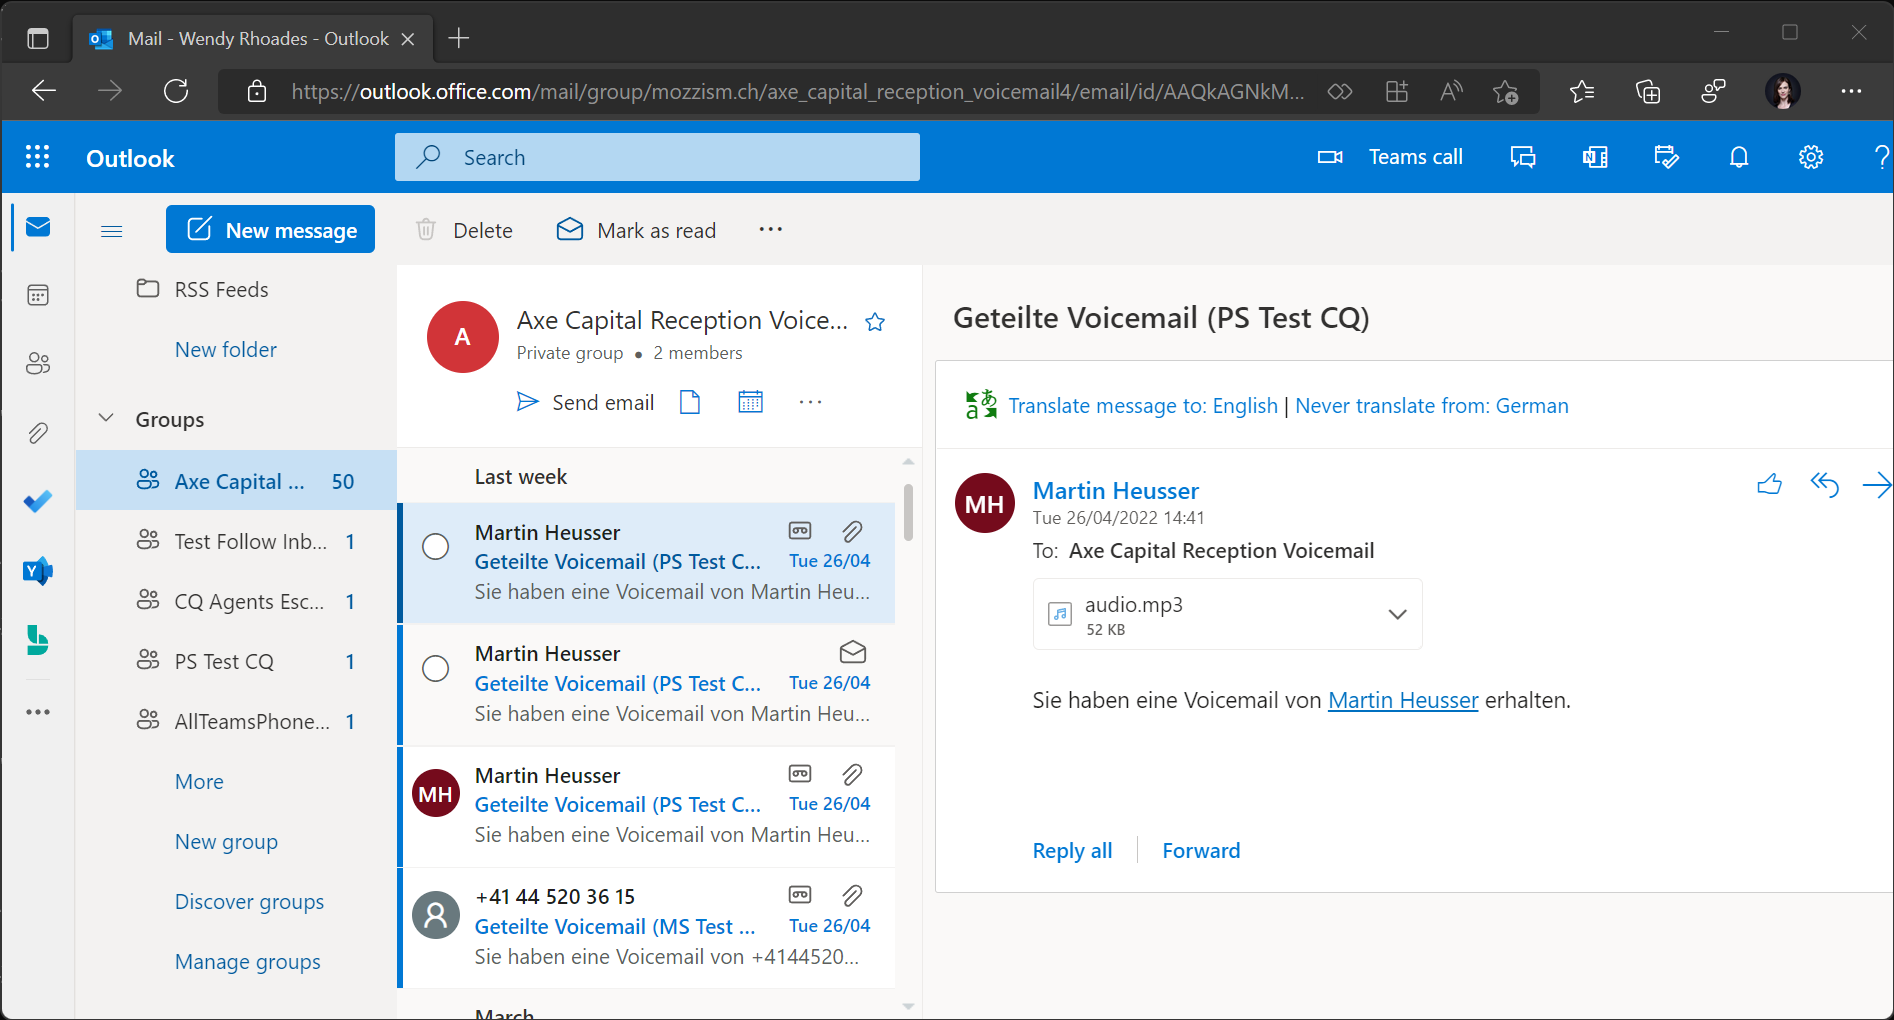 Mail - Wendy Rhoades - Outlook
https://outlook.office.com/mail/group/mozzism.ch/axe_capital_reception_voicemail4/email/id/AAQkAGNkM...
Outlook
Search
Teams call
New message
Delete
Mark as read
RSS Feeds
New folder
Groups
Axe Capital ... 50
Test Follow Inb... 1
CQ Agents Esc... 1
PS Test CQ 1
AllTeamsPhone... 1
More
New group
Discover groups
Manage groups
A
Axe Capital Reception Voice...
Private group • 2 members
Send email
Last week
Martin Heusser
Geteilte Voicemail (PS Test C... Tue 26/04
Sie haben eine Voicemail von Martin Heu...
Martin Heusser
Geteilte Voicemail (PS Test C... Tue 26/04
Sie haben eine Voicemail von Martin Heu...
MH
Martin Heusser
Geteilte Voicemail (PS Test C... Tue 26/04
Sie haben eine Voicemail von Martin Heu...
+41 44 520 36 15
Geteilte Voicemail (MS Test ... Tue 26/04
Sie haben eine Voicemail von +4144520...
March
Geteilte Voicemail (PS Test CQ)
Translate message to: English | Never translate from: German
MH
Martin Heusser
Tue 26/04/2022 14:41
To: Axe Capital Reception Voicemail
audio.mp3
52 KB
Sie haben eine Voicemail von Martin Heusser erhalten.
Reply all
Forward